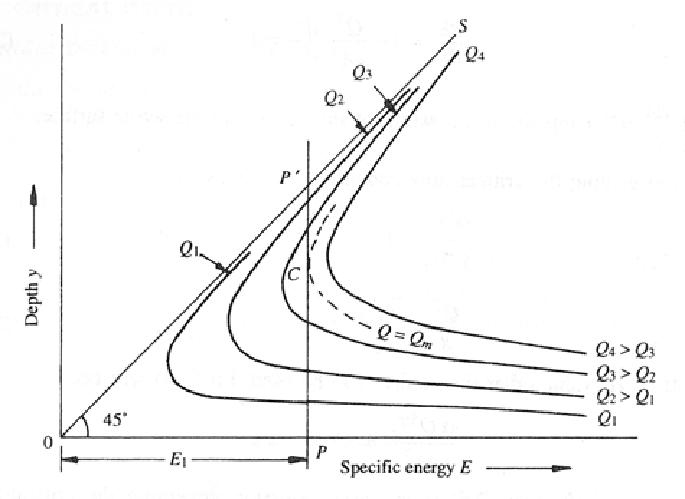 S
Q4
Q3
Q2
P′
Q1
C
Depth y
Q = Qm
Q4 > Q3
Q3 > Q2
Q2 > Q1
Q1
45°
0
E1
P
Specific energy E